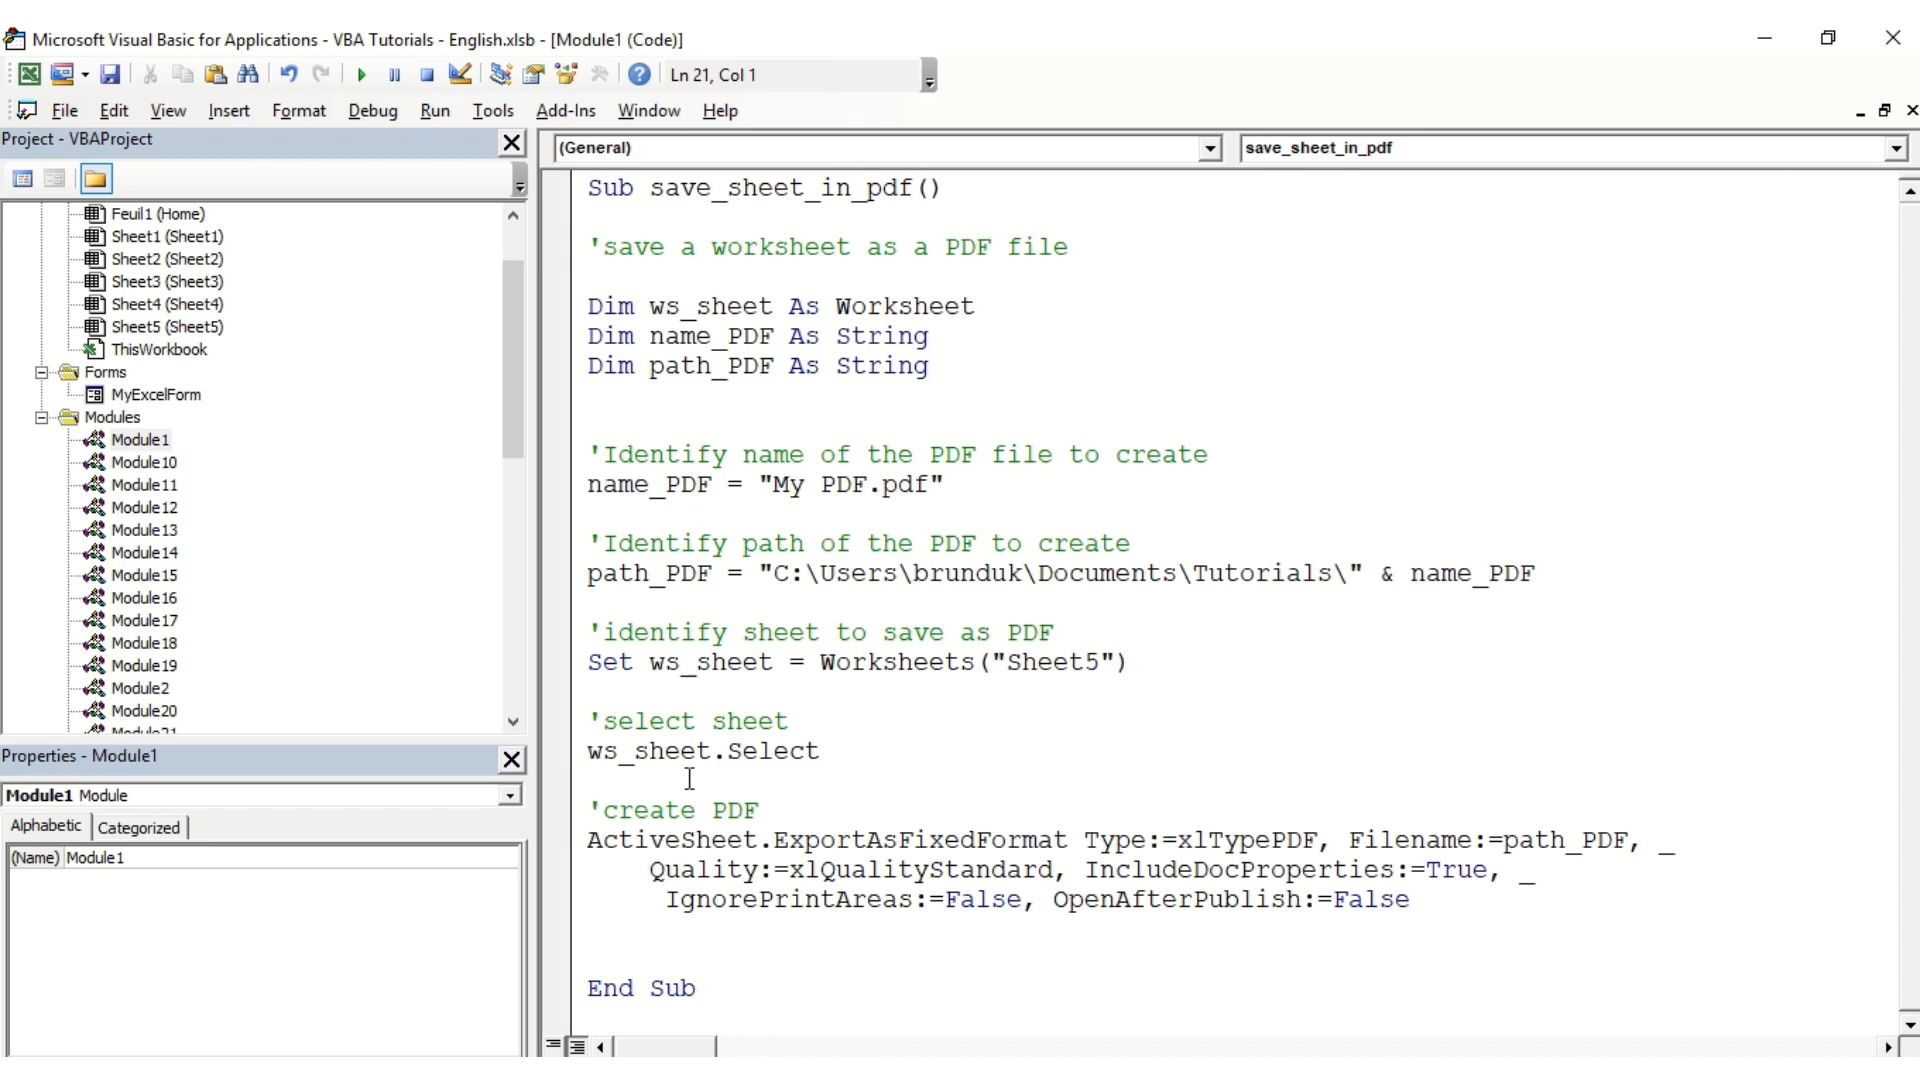 Microsoft Visual Basic for Applications - VBA Tutorials - English.xlsb - [Module1 (Code)]
Ln 21, Col 1
File Edit View Insert Format Debug Run Tools Add-Ins Window Help
Project - VBAProject
Feuil1 (Home)
Sheet1 (Sheet1)
Sheet2 (Sheet2)
Sheet3 (Sheet3)
Sheet4 (Sheet4)
Sheet5 (Sheet5)
ThisWorkbook
Forms
MyExcelForm
Modules
Module1
Module10
Module11
Module12
Module13
Module14
Module15
Module16
Module17
Module18
Module19
Module2
Module20
Module21
Properties - Module1
Module1 Module
Alphabetic Categorized
(Name) Module1
(General) save_sheet_in_pdf
Sub save_sheet_in_pdf()
'save a worksheet as a PDF file
Dim ws_sheet As Worksheet
Dim name_PDF As String
Dim path_PDF As String
'Identify name of the PDF file to create
name_PDF = "My PDF.pdf"
'Identify path of the PDF to create
path_PDF = "C:\Users\brunduk\Documents\Tutorials\" & name_PDF
'identify sheet to save as PDF
Set ws_sheet = Worksheets("Sheet5")
'select sheet
ws_sheet.Select
'create PDF
ActiveSheet.ExportAsFixedFormat Type:=xlTypePDF, Filename:=path_PDF, _
Quality:=xlQualityStandard, IncludeDocProperties:=True, _
IgnorePrintAreas:=False, OpenAfterPublish:=False
End Sub